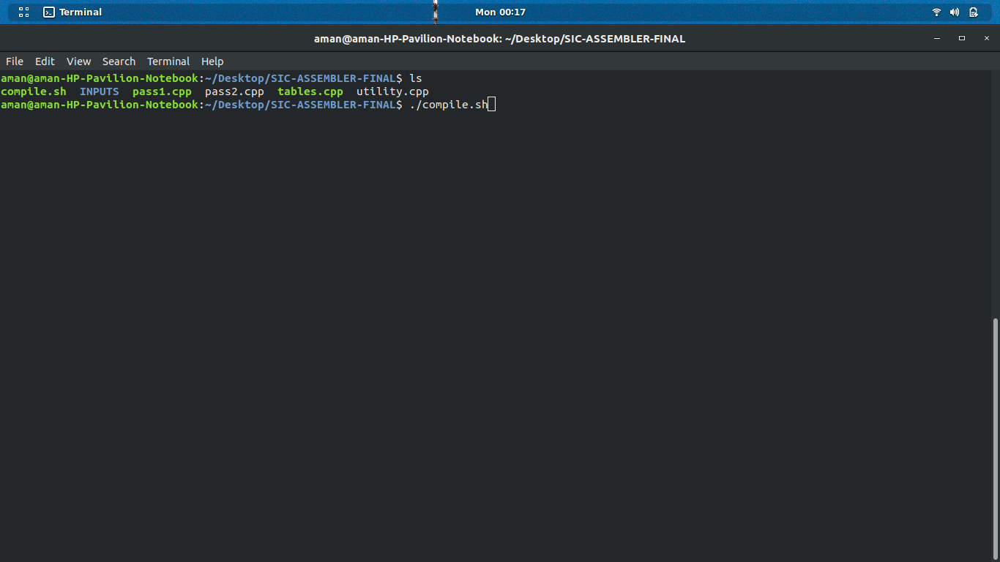 Terminal Mon 00:17
aman@aman-HP-Pavilion-Notebook: ~/Desktop/SIC-ASSEMBLER-FINAL
File Edit View Search Terminal Help
aman@aman-HP-Pavilion-Notebook:~/Desktop/SIC-ASSEMBLER-FINAL$ ls
compile.sh INPUTS pass1.cpp pass2.cpp tables.cpp utility.cpp
aman@aman-HP-Pavilion-Notebook:~/Desktop/SIC-ASSEMBLER-FINAL$ ./compile.sh